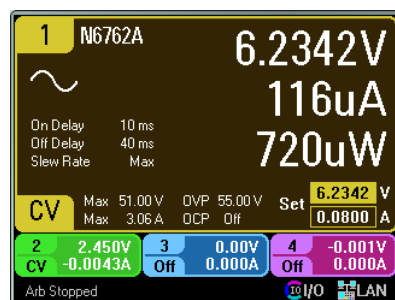 1 N6762A 6.2342V
116uA
720uW
On Delay 10 ms
Off Delay 40 ms
Slew Rate Max
CV Max 51.00 V OVP 55.00 V Set 6.2342 V
Max 3.06 A OCP Off 0.0800 A
2 2.450V 3 0.00V 4 -0.001V
CV -0.0043A Off 0.000A Off 0.000A
Arb Stopped IO I/O LAN